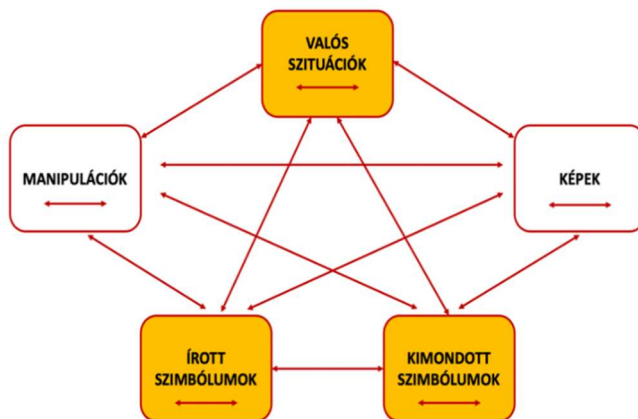 VALÓS
SZITUÁCIÓK
MANIPULÁCIÓK
KÉPEK
ÍROTT
SZIMBÓLUMOK
KIMONDOTT
SZIMBÓLUMOK